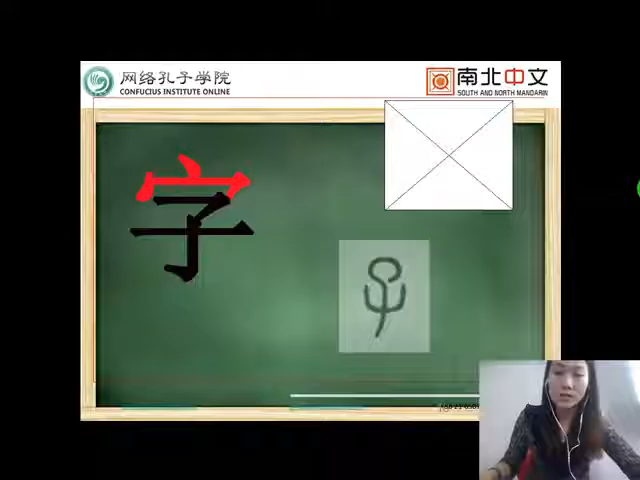 网络孔子学院
CONFUCIUS INSTITUTE ONLINE
南北中文
SOUTH AND NORTH MANDARIN
字